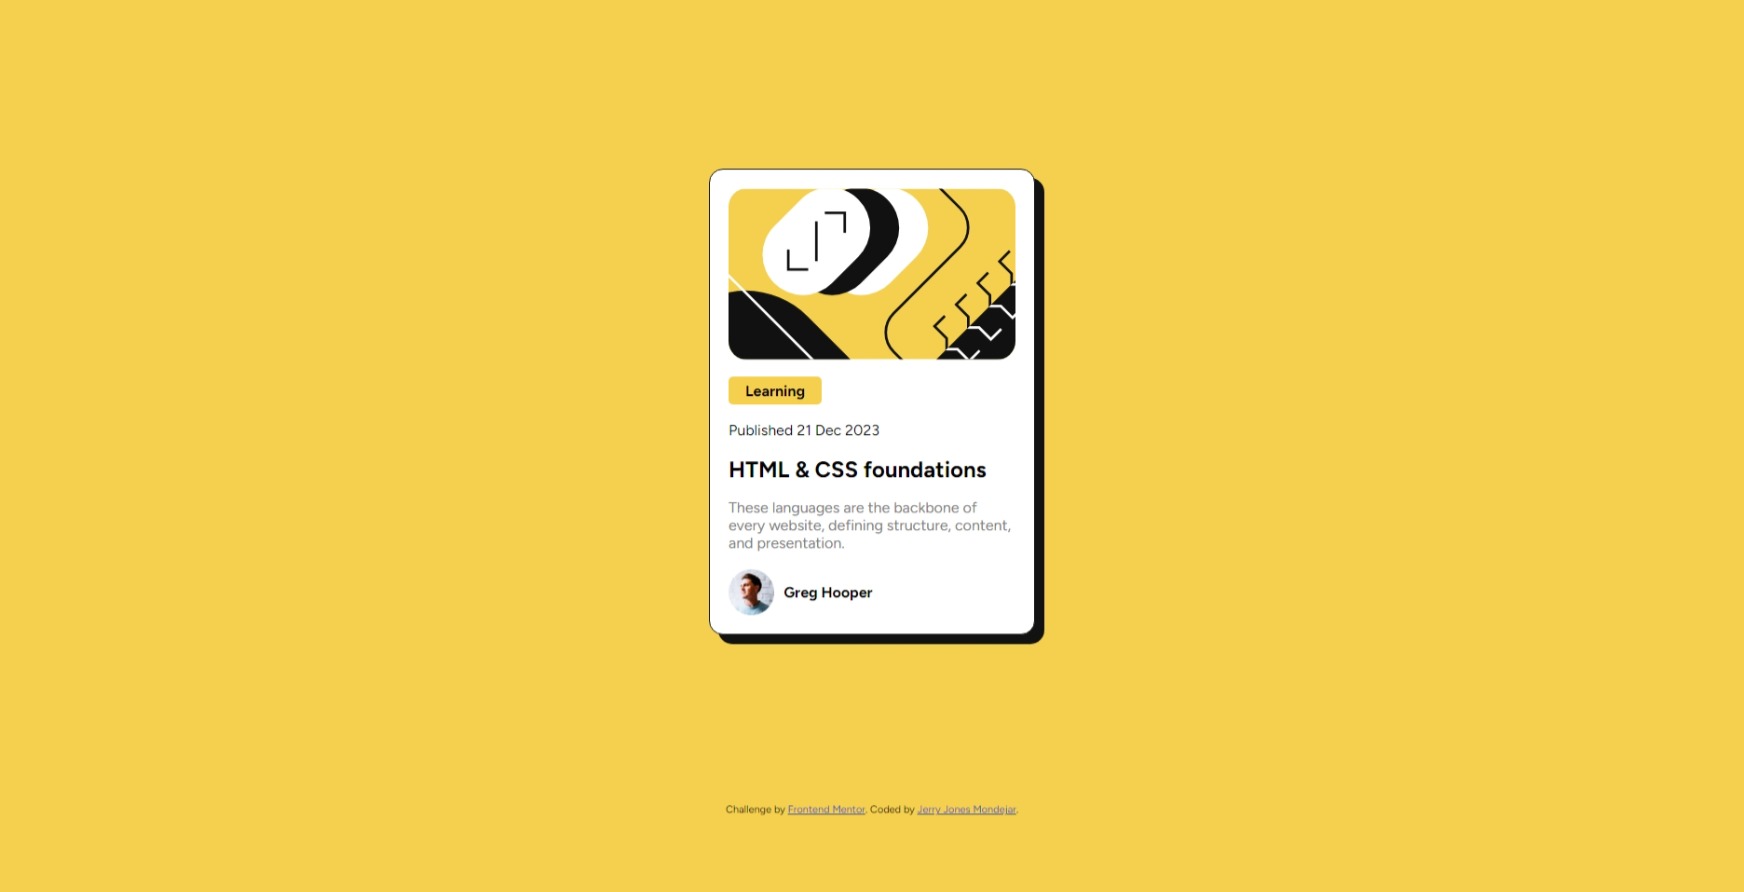 Learning
Published 21 Dec 2023
HTML & CSS foundations
These languages are the backbone of
every website, defining structure, content,
and presentation.
Greg Hooper
Challenge by Frontend Mentor. Coded by Jerry Jones Mondejar.